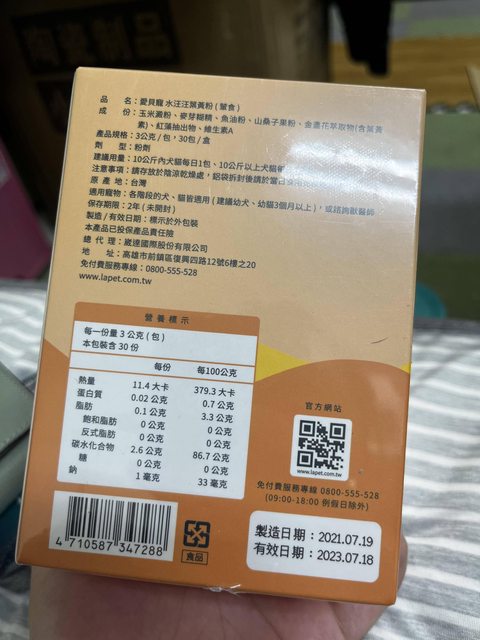 陶瓷製品
品　名：愛貝寵 水汪汪葉黃粉 ( 葷食 )
成　份：玉米澱粉、麥芽糊精、魚油粉、山桑子果粉、金盞花萃取物(含葉黃
素)、紅藻抽出物、維生素A
產品規格：3公克 / 包，30包 / 盒
劑　型：粉劑
建議用量：10公斤內犬貓每日1包、10公斤以上犬貓每
注意事項：請存放於陰涼乾燥處，鋁袋拆封後請於當日食用
原 產 地：台灣
適用寵物：各階段的犬、貓皆適用 ( 建議幼犬、幼貓3個月以上 )，或諮詢獸醫師
保存期限：2年 ( 未開封 )
製造 / 有效日期：標示於外包裝
本產品已投保產品責任險
總 代 理：崴達國際股份有限公司
地　址：高雄市前鎮區復興四路12號6樓之20
免付費服務專線：0800-555-528
www.lapet.com.tw
營養標示
每一份量 3 公克 ( 包 )
本包裝含 30 份
每份 每100公克
熱量 11.4 大卡 379.3 大卡
蛋白質 0.02 公克 0.7 公克
脂肪 0.1 公克 3.3 公克
飽和脂肪 0 公克 0 公克
反式脂肪 0 公克 0 公克
碳水化合物 2.6 公克 86.7 公克
糖 0 公克 0 公克
鈉 1 毫克 33 毫克
官方網站
www.lapet.com.tw
免付費服務專線 0800-555-528
(09:00-18:00 例假日除外)
4 710587 347288
食品
製造日期：2021.07.19
有效日期：2023.07.18